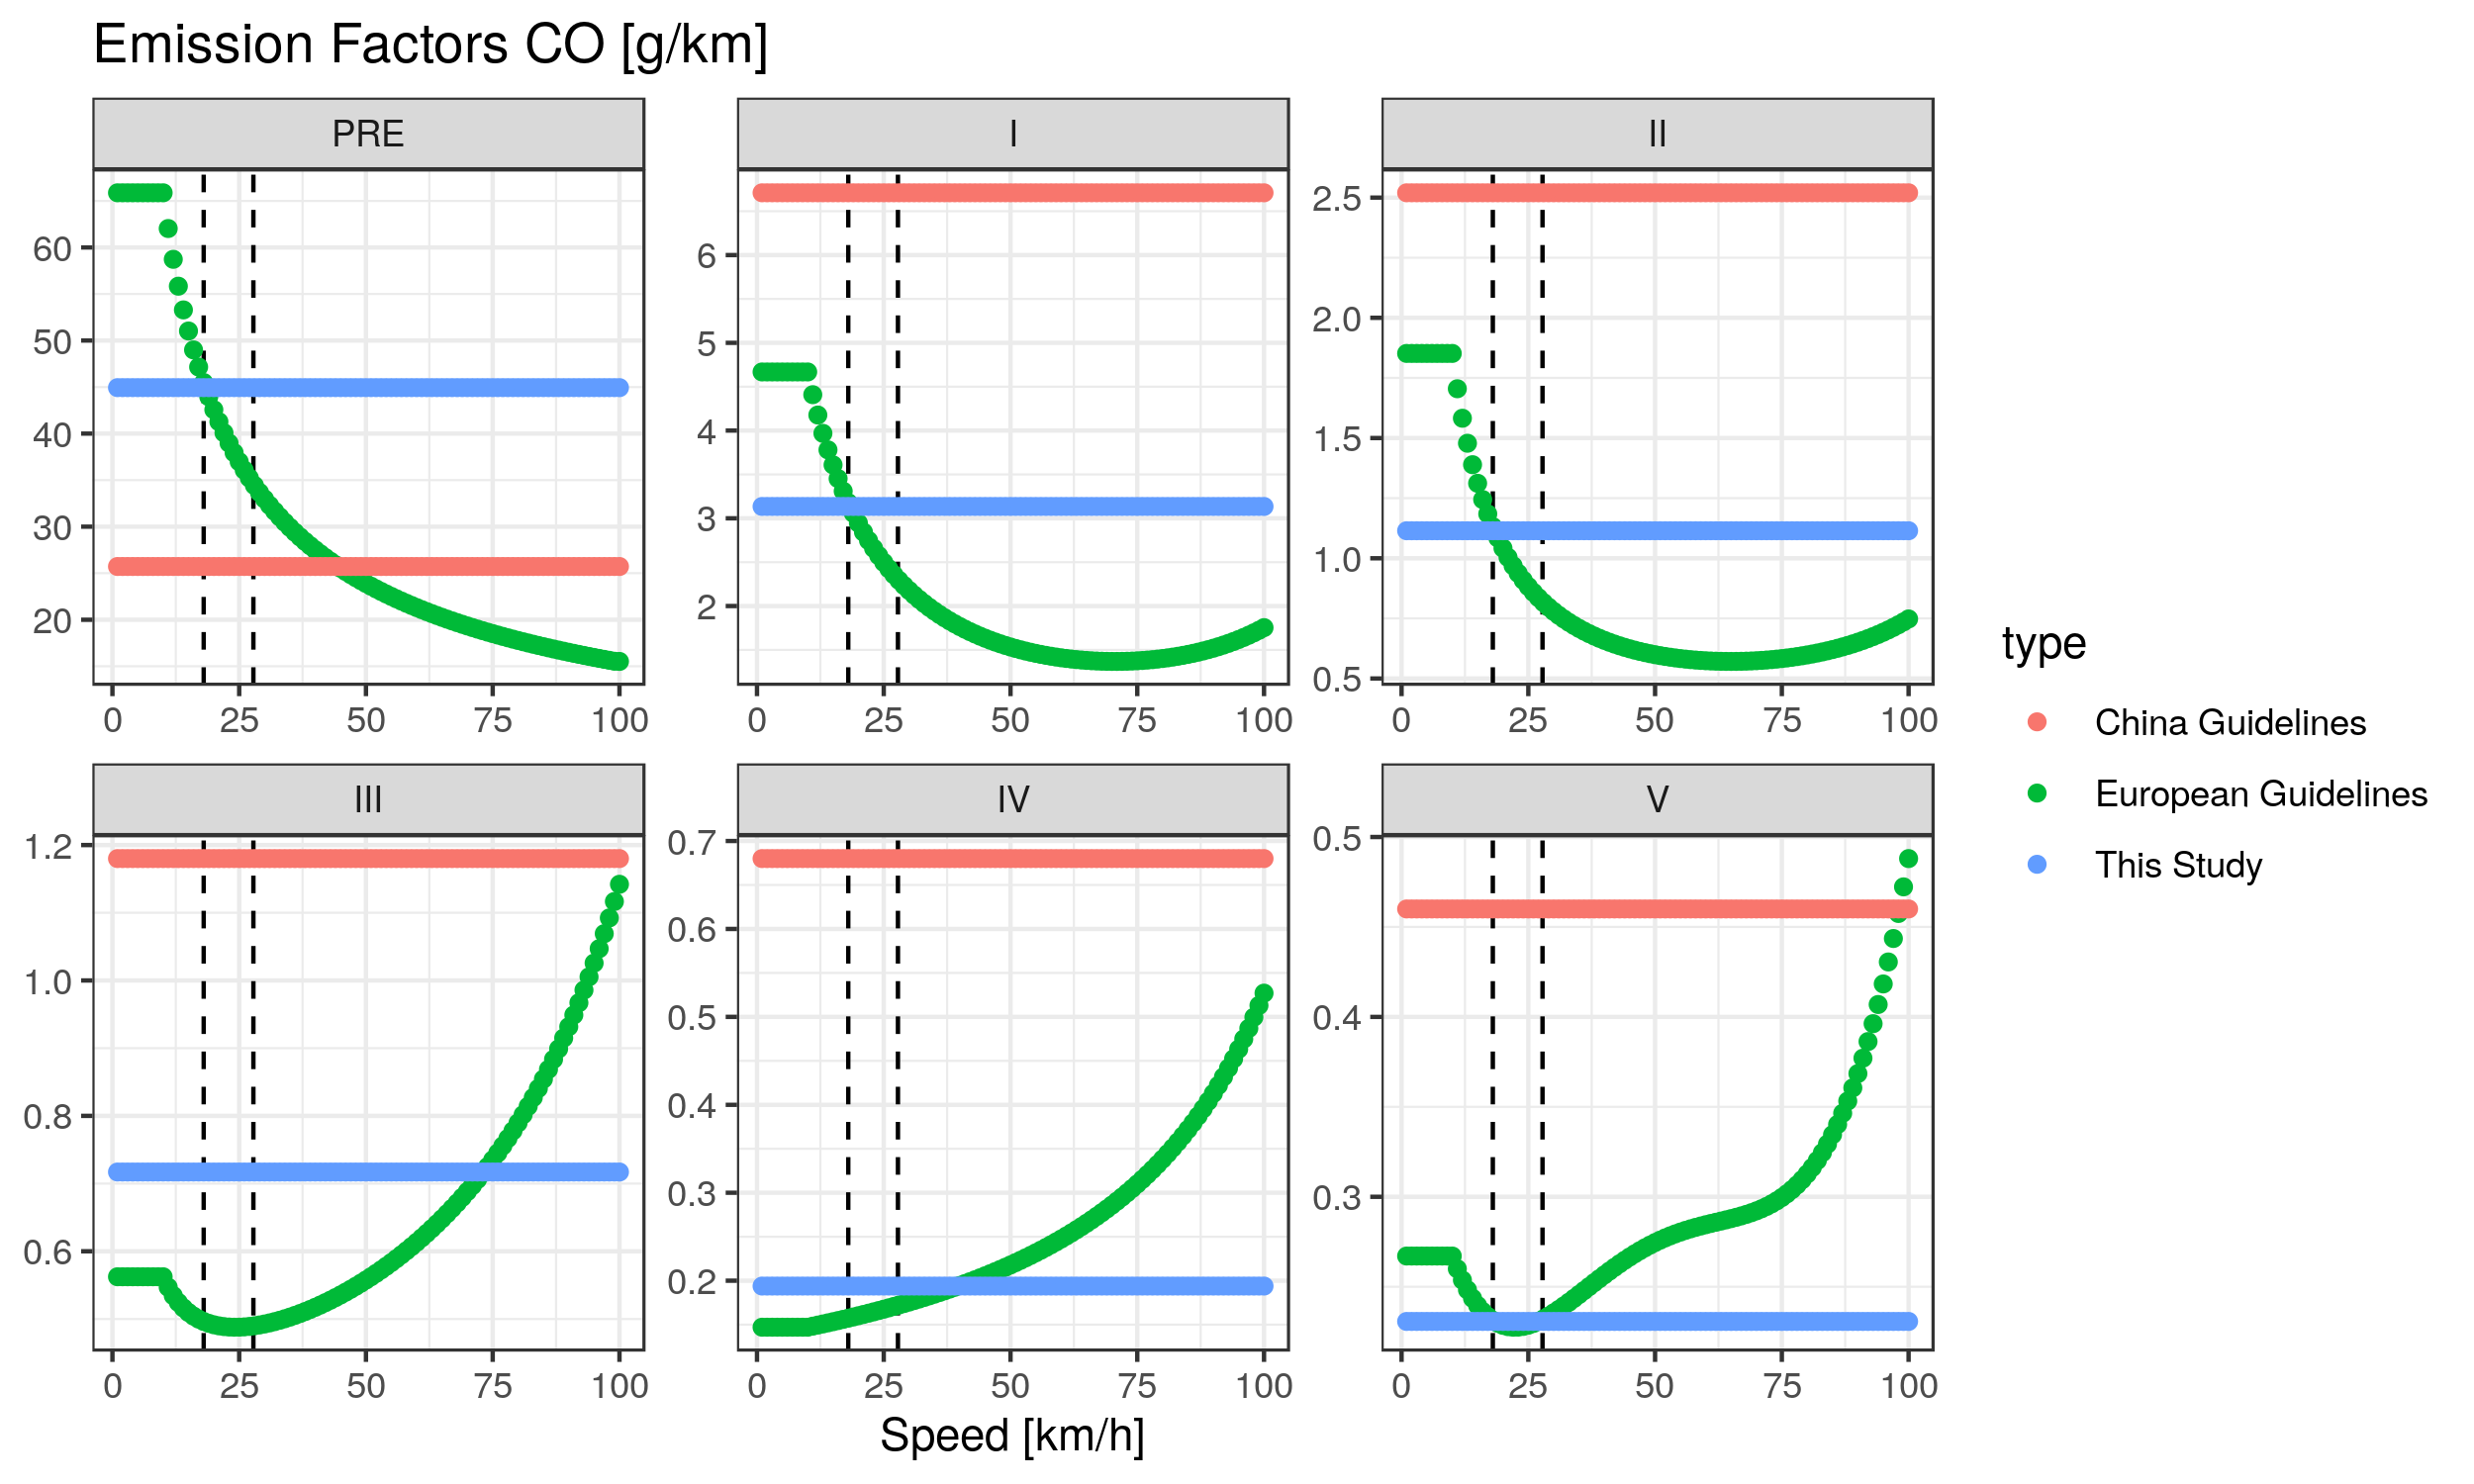 Emission Factors CO [g/km]
PRE
I
II
60
50
40
30
20
6
5
4
3
2
2.5
2.0
1.5
1.0
0.5
0 25 50 75 100
0 25 50 75 100
0 25 50 75 100
III
IV
V
1.2
1.0
0.8
0.6
0.7
0.6
0.5
0.4
0.3
0.2
0.5
0.4
0.3
0 25 50 75 100
0 25 50 75 100
0 25 50 75 100
Speed [km/h]
type
China Guidelines
European Guidelines
This Study